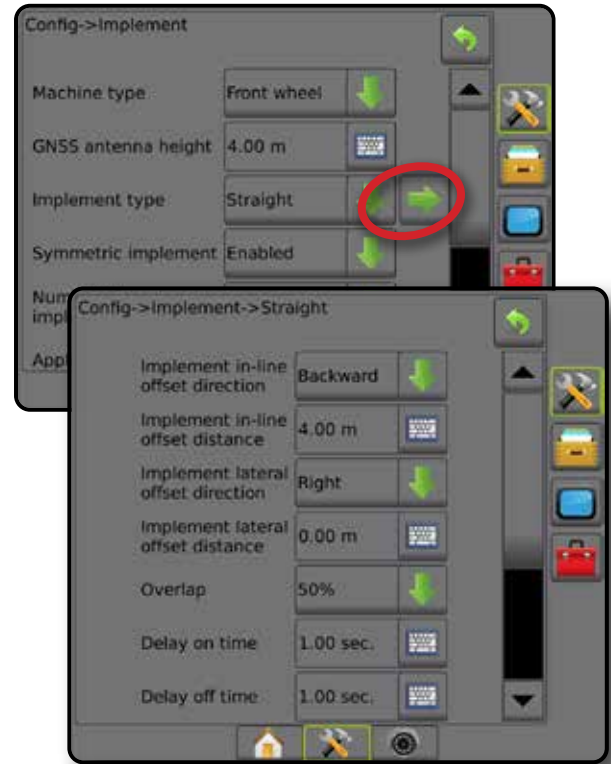 Config->Implement
Machine type Front wheel
GNSS antenna height 4.00 m
Implement type Straight
Symmetric implement Enabled
Num
impl
Appl
Config->Implement->Straight
Implement in-line
offset direction Backward
Implement in-line
offset distance 4.00 m
Implement lateral
offset direction Right
Implement lateral
offset distance 0.00 m
Overlap 50%
Delay on time 1.00 sec.
Delay off time 1.00 sec.